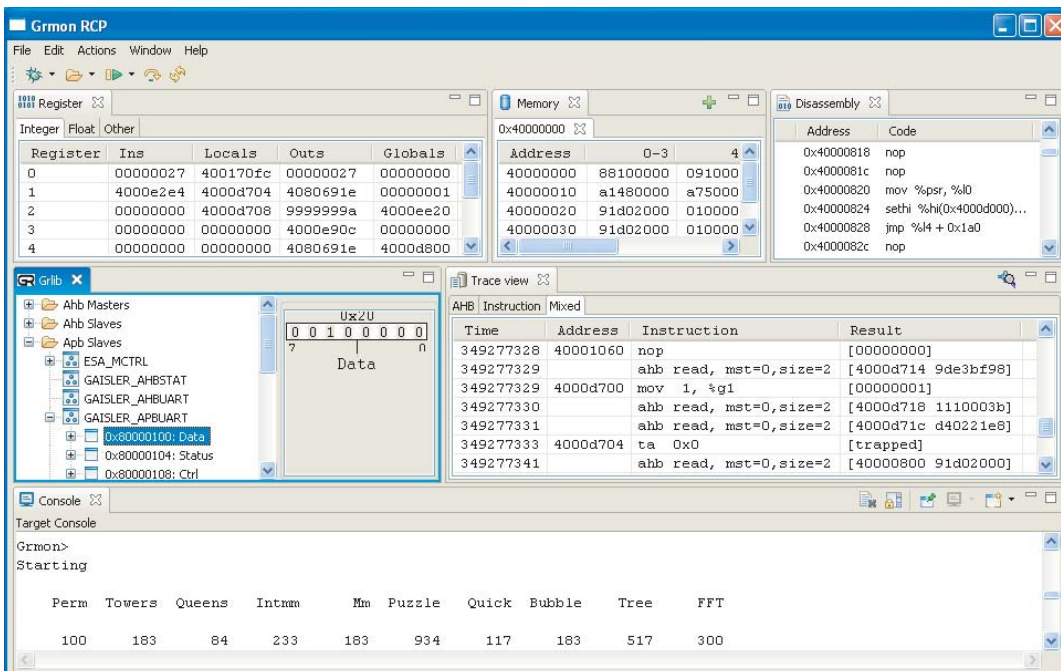 Grmon RCP
File Edit Actions Window Help
Register
Integer Float Other
Register Ins Locals Outs Globals
0 00000027 400170fc 00000027 00000000
1 4000e2e4 4000d704 4080691e 00000001
2 00000000 4000d708 9999999a 4000ee20
3 00000000 00000000 4000e90c 00000000
4 00000000 00000000 4080691e 4000d800
Memory
0x40000000
Address 0-3 4
40000000 88100000 091000
40000010 a1480000 a75000
40000020 91d02000 010000
40000030 91d02000 010000
Disassembly
Address Code
0x40000818 nop
0x4000081c nop
0x40000820 mov %psr, %l0
0x40000824 sethi %hi(0x4000d000)...
0x40000828 jmp %l4 + 0x1a0
0x4000082c nop
GR Grlib
Ahb Masters
Ahb Slaves
Apb Slaves
ESA_MCTRL
GAISLER_AHBSTAT
GAISLER_AHBUART
GAISLER_APBUART
0x80000100: Data
0x80000104: Status
0x80000108: Ctrl
0x20
0 0 1 0 0 0 0 0
7 0
Data
Trace view
AHB Instruction Mixed
Time Address Instruction Result
349277328 40001060 nop [00000000]
349277329 ahb read, mst=0,size=2 [4000d714 9de3bf98]
349277329 4000d700 mov 1, %g1 [00000001]
349277330 ahb read, mst=0,size=2 [4000d718 1110003b]
349277331 ahb read, mst=0,size=2 [4000d71c d40221e8]
349277333 4000d704 ta 0x0 [trapped]
349277341 ahb read, mst=0,size=2 [40000800 91d02000]
Console
Target Console
Grmon>
Starting
Perm Towers Queens Intmm Mm Puzzle Quick Bubble Tree FFT
100 183 84 233 183 934 117 183 517 300